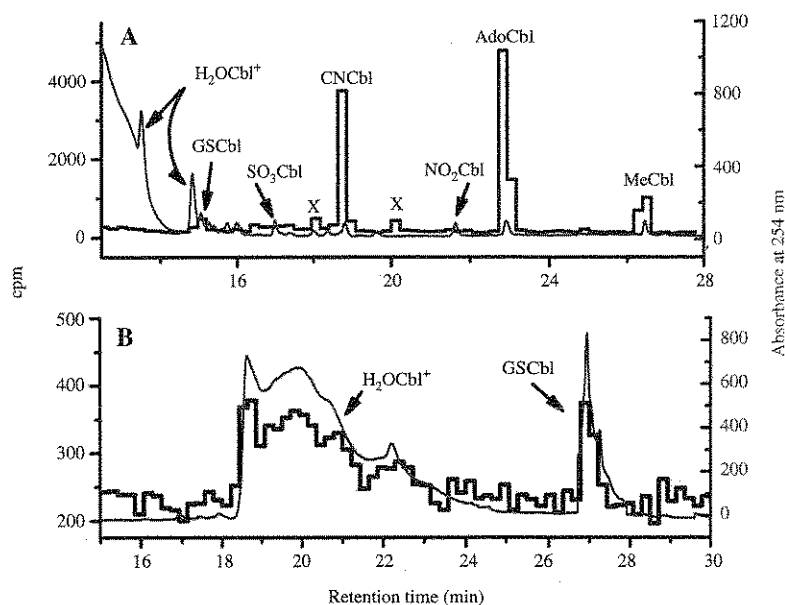 A
H₂OCbl⁺
GSCbl
SO₃Cbl
X
CNCbl
X
NO₂Cbl
AdoCbl
MeCbl
4000
2000
0
1200
800
400
0
16
20
24
28
cpm
Absorbance at 254 nm
B
H₂OCbl⁺
GSCbl
500
400
300
200
800
600
400
200
0
16
18
20
22
24
26
28
30
Retention time (min)